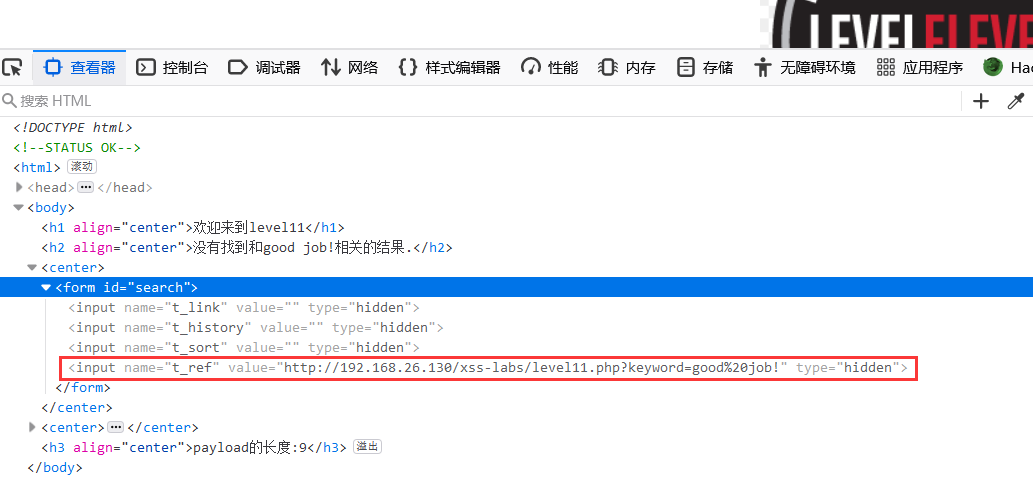 LEVELELEVE
查看器 控制台 调试器 网络 样式编辑器 性能 内存 存储 无障碍环境 应用程序 Hac
搜索 HTML
<!DOCTYPE html>
<!--STATUS OK-->
<html> 滚动
<head> ••• </head>
<body>
<h1 align="center">欢迎来到level11</h1>
<h2 align="center">没有找到和good job!相关的结果.</h2>
<center>
<form id="search">
<input name="t_link" value="" type="hidden">
<input name="t_history" value="" type="hidden">
<input name="t_sort" value="" type="hidden">
<input name="t_ref" value="http://192.168.26.130/xss-labs/level11.php?keyword=good%20job!" type="hidden">
</form>
</center>
<center> ••• </center>
<h3 align="center">payload的长度:9</h3> 溢出
</body>